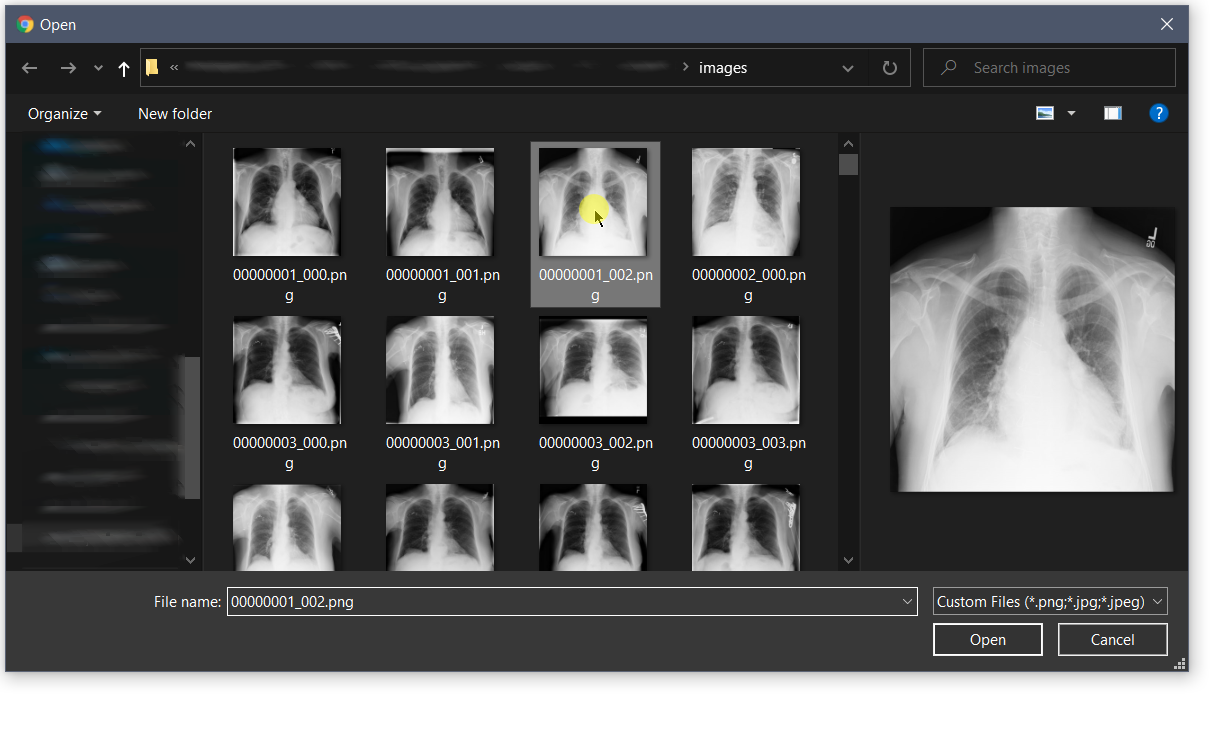 Open
images
Search images
Organize
New folder
?
00000001_000.pn
g
00000001_001.pn
g
00000001_002.pn
g
00000002_000.pn
g
00000003_000.pn
g
00000003_001.pn
g
00000003_002.pn
g
00000003_003.pn
g
L
File name:
00000001_002.png
Custom Files (*.png;*.jpg;*.jpeg)
Open
Cancel